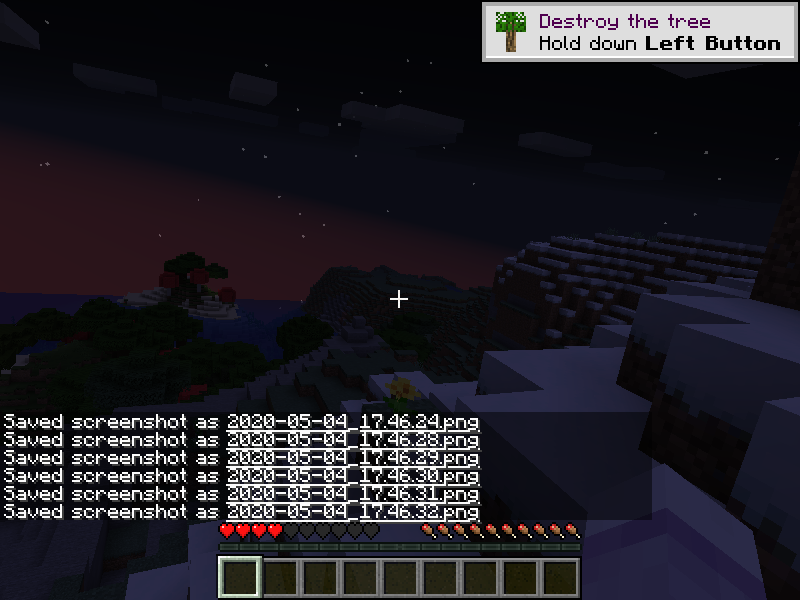 Destroy the tree
Hold down Left Button
Saved screenshot as 2020-05-04_17.46.24.png
Saved screenshot as 2020-05-04_17.46.28.png
Saved screenshot as 2020-05-04_17.46.29.png
Saved screenshot as 2020-05-04_17.46.30.png
Saved screenshot as 2020-05-04_17.46.31.png
Saved screenshot as 2020-05-04_17.46.32.png